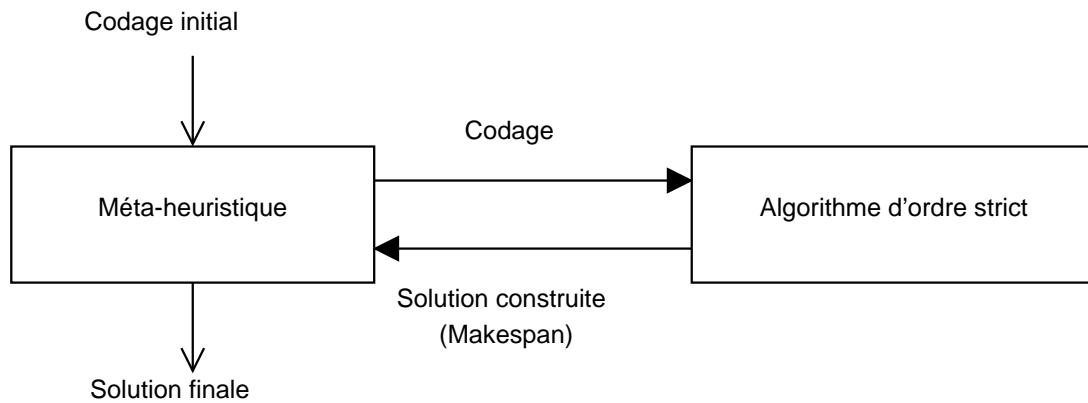 Codage initial
Codage
Méta-heuristique
Algorithme d'ordre strict
Solution construite
(Makespan)
Solution finale